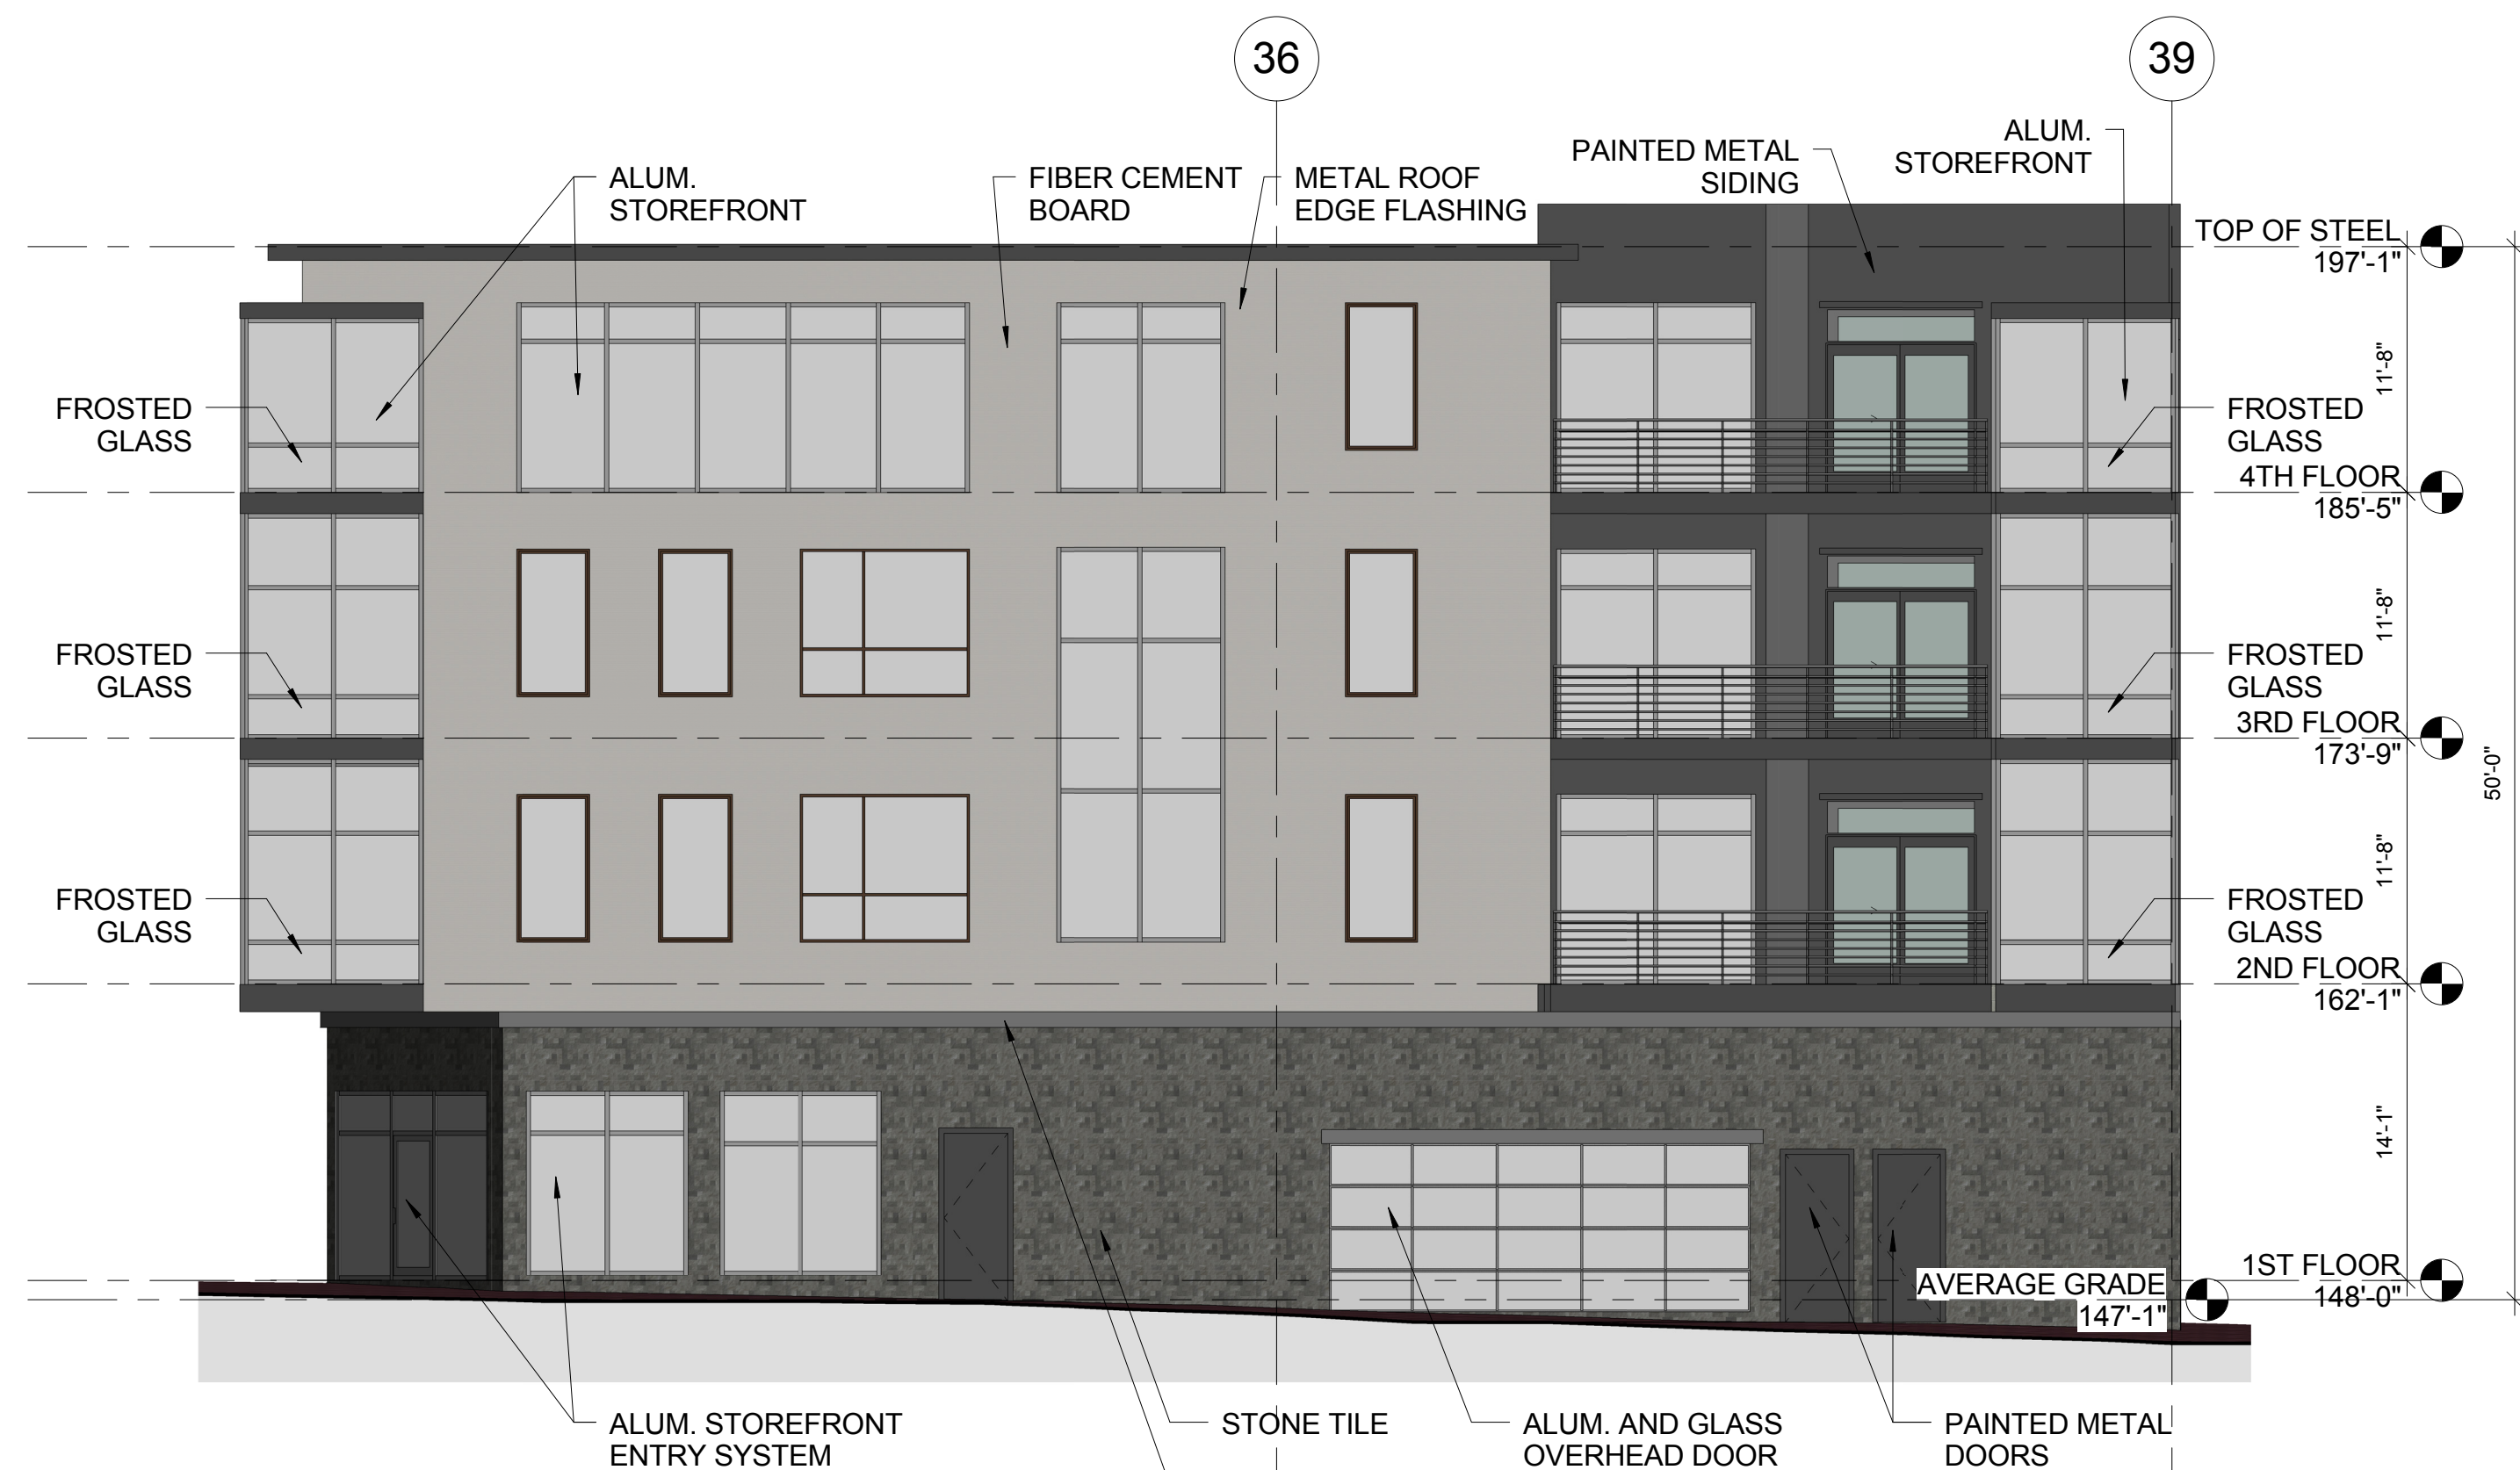 36
39
ALUM.
STOREFRONT
FIBER CEMENT
BOARD
METAL ROOF
EDGE FLASHING
PAINTED METAL
SIDING
ALUM.
STOREFRONT
TOP OF STEEL
197'-1"
11'-8"
FROSTED
GLASS
FROSTED
GLASS
4TH FLOOR
185'-5"
11'-8"
FROSTED
GLASS
FROSTED
GLASS
3RD FLOOR
173'-9"
50'-0"
11'-8"
FROSTED
GLASS
FROSTED
GLASS
2ND FLOOR
162'-1"
14'-1"
1ST FLOOR
148'-0"
AVERAGE GRADE
147'-1"
ALUM. STOREFRONT
ENTRY SYSTEM
STONE TILE
ALUM. AND GLASS
OVERHEAD DOOR
PAINTED METAL
DOORS